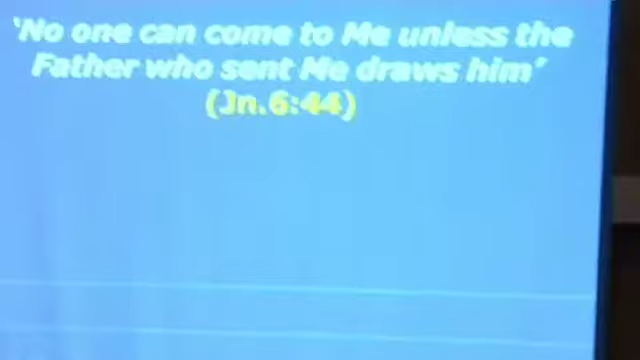 'No one can come to Me unless the
Father who sent Me draws him'
(Jn.6:44)